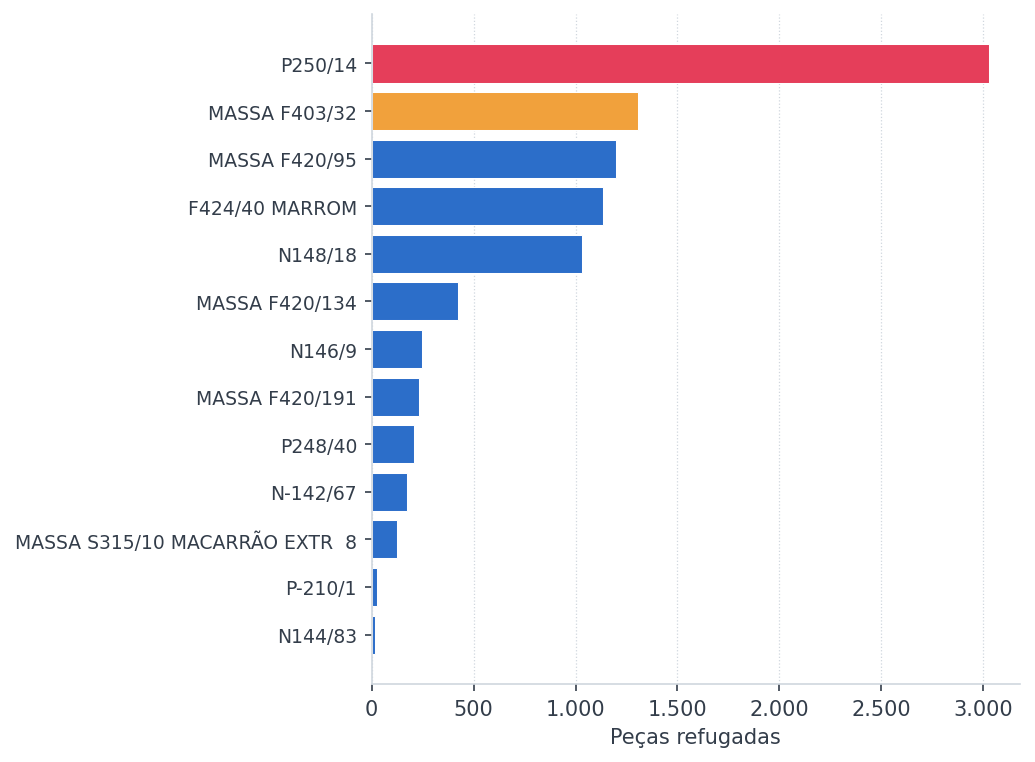 P250/14
MASSA F403/32
MASSA F420/95
F424/40 MARROM
N148/18
MASSA F420/134
N146/9
MASSA F420/191
P248/40
N-142/67
MASSA S315/10 MACARRÃO EXTR  8
P-210/1
N144/83
0 500 1.000 1.500 2.000 2.500 3.000
Peças refugadas